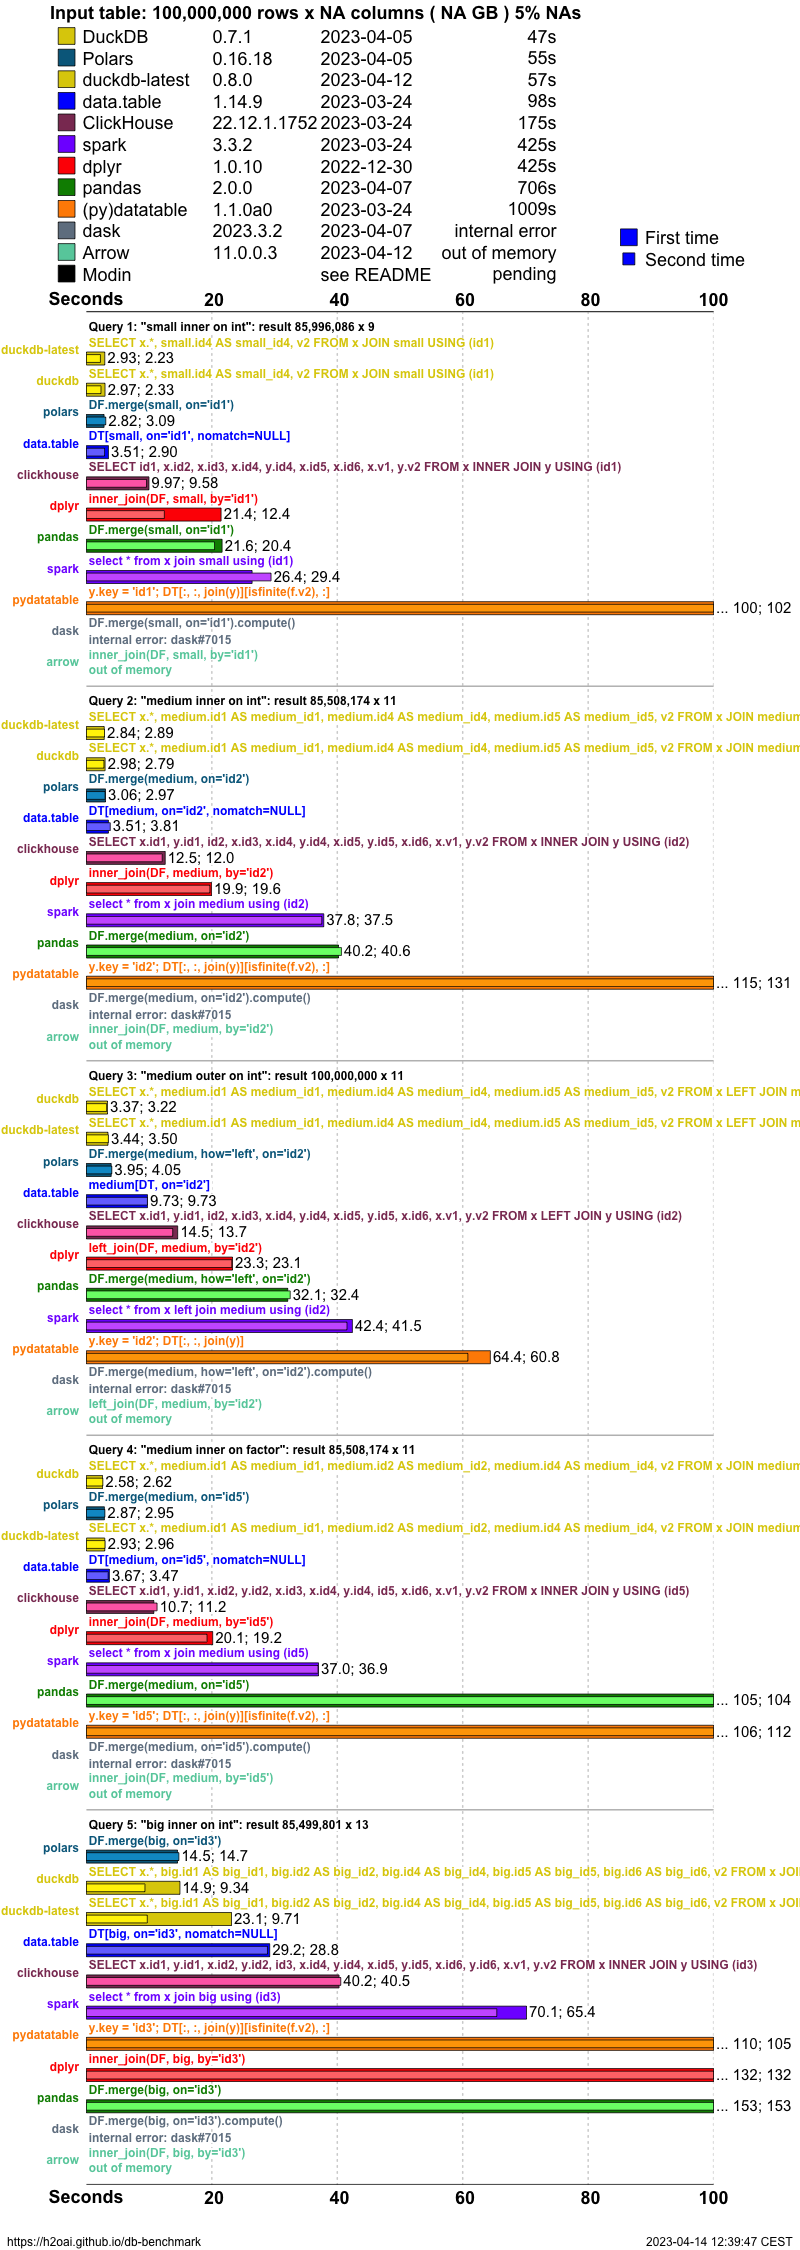 Input table: 100,000,000 rows x NA columns ( NA GB ) 5% NAs
DuckDB 0.7.1 2023-04-05 47s
Polars 0.16.18 2023-04-05 55s
duckdb-latest 0.8.0 2023-04-12 57s
data.table 1.14.9 2023-03-24 98s
ClickHouse 22.12.1.1752 2023-03-24 175s
spark 3.3.2 2023-03-24 425s
dplyr 1.0.10 2022-12-30 425s
pandas 2.0.0 2023-04-07 706s
(py)datatable 1.1.0a0 2023-03-24 1009s
dask 2023.3.2 2023-04-07 internal error
Arrow 11.0.0.3 2023-04-12 out of memory
Modin see README pending
First time
Second time
Seconds 20 40 60 80 100
Query 1: "small inner on int": result 85,996,086 x 9
SELECT x.*, small.id4 AS small_id4, v2 FROM x JOIN small USING (id1)
duckdb-latest 2.93; 2.23
SELECT x.*, small.id4 AS small_id4, v2 FROM x JOIN small USING (id1)
duckdb 2.97; 2.33
DF.merge(small, on='id1')
polars 2.82; 3.09
DT[small, on='id1', nomatch=NULL]
data.table 3.51; 2.90
SELECT id1, x.id2, x.id3, x.id4, y.id4, x.id5, x.id6, x.v1, y.v2 FROM x INNER JOIN y USING (id1)
clickhouse 9.97; 9.58
inner_join(DF, small, by='id1')
dplyr 21.4; 12.4
DF.merge(small, on='id1')
pandas 21.6; 20.4
select * from x join small using (id1)
spark 26.4; 29.4
y.key = 'id1'; DT[:, :, join(y)][isfinite(f.v2), :]
pydatatable ... 100; 102
DF.merge(small, on='id1').compute()
dask internal error: dask#7015
inner_join(DF, small, by='id1')
arrow out of memory
Query 2: "medium inner on int": result 85,508,174 x 11
SELECT x.*, medium.id1 AS medium_id1, medium.id4 AS medium_id4, medium.id5 AS medium_id5, v2 FROM x JOIN medium
duckdb-latest 2.84; 2.89
SELECT x.*, medium.id1 AS medium_id1, medium.id4 AS medium_id4, medium.id5 AS medium_id5, v2 FROM x JOIN medium
duckdb 2.98; 2.79
DF.merge(medium, on='id2')
polars 3.06; 2.97
DT[medium, on='id2', nomatch=NULL]
data.table 3.51; 3.81
SELECT x.id1, y.id1, id2, x.id3, x.id4, y.id4, x.id5, y.id5, x.id6, x.v1, y.v2 FROM x INNER JOIN y USING (id2)
clickhouse 12.5; 12.0
inner_join(DF, medium, by='id2')
dplyr 19.9; 19.6
select * from x join medium using (id2)
spark 37.8; 37.5
DF.merge(medium, on='id2')
pandas 40.2; 40.6
y.key = 'id2'; DT[:, :, join(y)][isfinite(f.v2), :]
pydatatable ... 115; 131
DF.merge(medium, on='id2').compute()
dask internal error: dask#7015
inner_join(DF, medium, by='id2')
arrow out of memory
Query 3: "medium outer on int": result 100,000,000 x 11
SELECT x.*, medium.id1 AS medium_id1, medium.id4 AS medium_id4, medium.id5 AS medium_id5, v2 FROM x LEFT JOIN m
duckdb 3.37; 3.22
SELECT x.*, medium.id1 AS medium_id1, medium.id4 AS medium_id4, medium.id5 AS medium_id5, v2 FROM x LEFT JOIN m
duckdb-latest 3.44; 3.50
DF.merge(medium, how='left', on='id2')
polars 3.95; 4.05
medium[DT, on='id2']
data.table 9.73; 9.73
SELECT x.id1, y.id1, id2, x.id3, x.id4, y.id4, x.id5, y.id5, x.id6, x.v1, y.v2 FROM x LEFT JOIN y USING (id2)
clickhouse 14.5; 13.7
left_join(DF, medium, by='id2')
dplyr 23.3; 23.1
DF.merge(medium, how='left', on='id2')
pandas 32.1; 32.4
select * from x left join medium using (id2)
spark 42.4; 41.5
y.key = 'id2'; DT[:, :, join(y)]
pydatatable 64.4; 60.8
DF.merge(medium, how='left', on='id2').compute()
dask internal error: dask#7015
left_join(DF, medium, by='id2')
arrow out of memory
Query 4: "medium inner on factor": result 85,508,174 x 11
SELECT x.*, medium.id1 AS medium_id1, medium.id2 AS medium_id2, medium.id4 AS medium_id4, v2 FROM x JOIN medium
duckdb 2.58; 2.62
DF.merge(medium, on='id5')
polars 2.87; 2.95
SELECT x.*, medium.id1 AS medium_id1, medium.id2 AS medium_id2, medium.id4 AS medium_id4, v2 FROM x JOIN medium
duckdb-latest 2.93; 2.96
DT[medium, on='id5', nomatch=NULL]
data.table 3.67; 3.47
SELECT x.id1, y.id1, x.id2, y.id2, x.id3, x.id4, y.id4, id5, x.id6, x.v1, y.v2 FROM x INNER JOIN y USING (id5)
clickhouse 10.7; 11.2
inner_join(DF, medium, by='id5')
dplyr 20.1; 19.2
select * from x join medium using (id5)
spark 37.0; 36.9
DF.merge(medium, on='id5')
pandas ... 105; 104
y.key = 'id5'; DT[:, :, join(y)][isfinite(f.v2), :]
pydatatable ... 106; 112
DF.merge(medium, on='id5').compute()
dask internal error: dask#7015
inner_join(DF, medium, by='id5')
arrow out of memory
Query 5: "big inner on int": result 85,499,801 x 13
DF.merge(big, on='id3')
polars 14.5; 14.7
SELECT x.*, big.id1 AS big_id1, big.id2 AS big_id2, big.id4 AS big_id4, big.id5 AS big_id5, big.id6 AS big_id6, v2 FROM x JOI
duckdb 14.9; 9.34
SELECT x.*, big.id1 AS big_id1, big.id2 AS big_id2, big.id4 AS big_id4, big.id5 AS big_id5, big.id6 AS big_id6, v2 FROM x JOI
duckdb-latest 23.1; 9.71
DT[big, on='id3', nomatch=NULL]
data.table 29.2; 28.8
SELECT x.id1, y.id1, x.id2, y.id2, id3, x.id4, y.id4, x.id5, y.id5, x.id6, y.id6, x.v1, y.v2 FROM x INNER JOIN y USING (id3)
clickhouse 40.2; 40.5
select * from x join big using (id3)
spark 70.1; 65.4
y.key = 'id3'; DT[:, :, join(y)][isfinite(f.v2), :]
pydatatable ... 110; 105
inner_join(DF, big, by='id3')
dplyr ... 132; 132
DF.merge(big, on='id3')
pandas ... 153; 153
DF.merge(big, on='id3').compute()
dask internal error: dask#7015
inner_join(DF, big, by='id3')
arrow out of memory
Seconds 20 40 60 80 100
https://h2oai.github.io/db-benchmark 2023-04-14 12:39:47 CEST